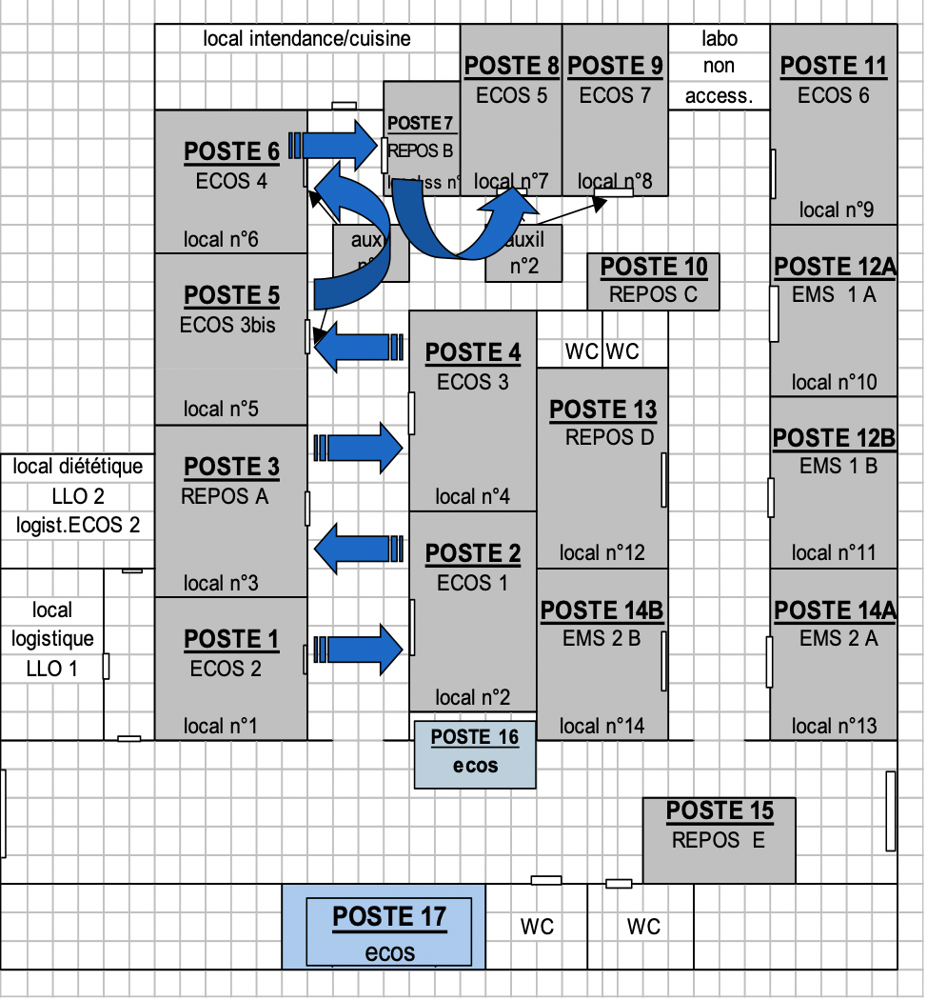 local intendance/cuisine
labo
non
access.
POSTE 8
ECOS 5
local n°7
POSTE 9
ECOS 7
local n°8
POSTE 11
ECOS 6
local n°9
POSTE 7
REPOS B
ss n°
POSTE 6
ECOS 4
local n°6
n°
auxil
n°2
POSTE 10
REPOS C
POSTE 12A
EMS 1 A
local n°10
POSTE 5
ECOS 3bis
local n°5
POSTE 4
ECOS 3
local n°4
WC
WC
POSTE 13
REPOS D
local n°12
POSTE 12B
EMS 1 B
local n°11
local diététique
LLO 2
logist.ECOS 2
POSTE 3
REPOS A
local n°3
POSTE 2
ECOS 1
local n°2
local
logistique
LLO 1
POSTE 1
ECOS 2
local n°1
POSTE 14B
EMS 2 B
local n°14
POSTE 14A
EMS 2 A
local n°13
POSTE 16
ecos
POSTE 15
REPOS E
POSTE 17
ecos
WC
WC